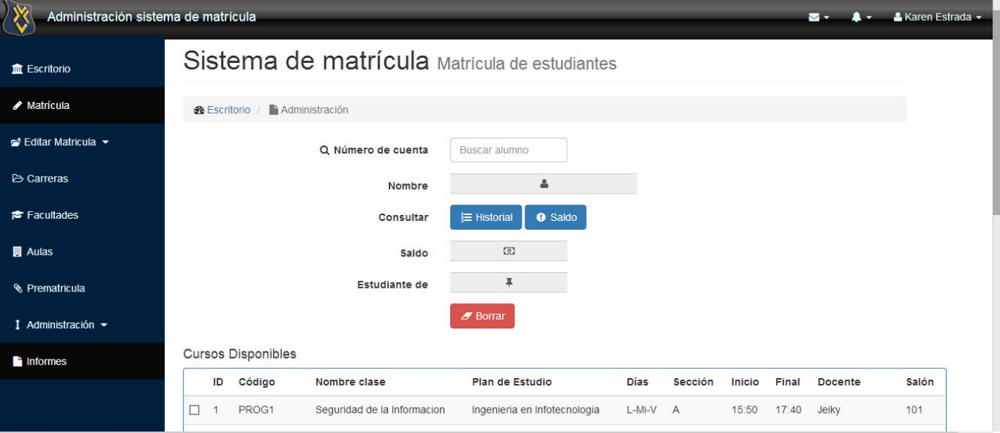 Administración sistema de matrícula
Karen Estrada
Escritorio
Matrícula
Editar Matricula
Carreras
Facultades
Aulas
Prematricula
Administración
Informes
Sistema de matrícula Matrícula de estudiantes
Escritorio / Administración
Número de cuenta Buscar alumno
Nombre
Consultar Historial Saldo
Saldo
Estudiante de
Borrar
Cursos Disponibles
ID Código Nombre clase Plan de Estudio Días Sección Inicio Final Docente Salón
1 PROG1 Seguridad de la Informacion Ingenieria en Infotecnologia L-Mi-V A 15:50 17:40 Jeiky 101